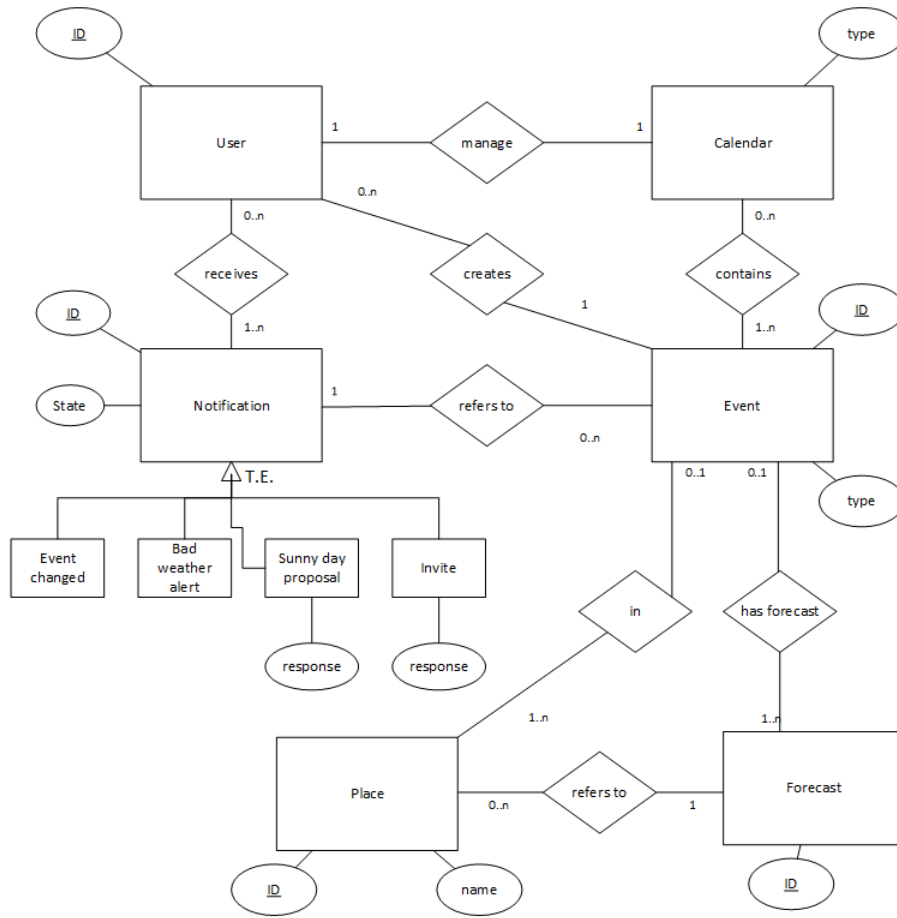 ID
type
User
1
manage
1
Calendar
0..n
0..n
0..n
receives
creates
contains
ID
1..n
1
1..n
ID
State
Notification
1
refers to
0..n
Event
T.E.
0..1
0..1
type
Event
changed
Bad
weather
alert
Sunny day
proposal
Invite
response
response
in
has forecast
1..n
1..n
Place
0..n
refers to
1
Forecast
ID
name
ID